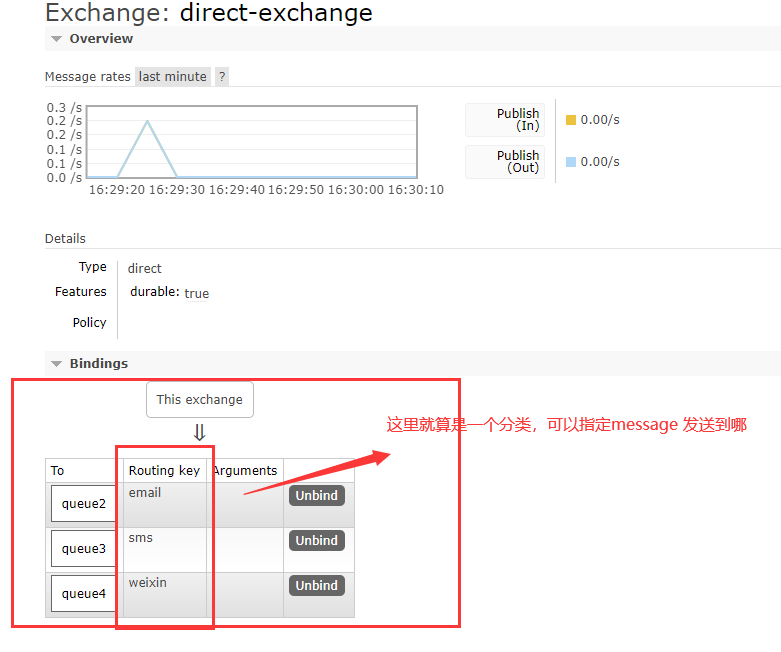 Exchange: direct-exchange
Overview
Message rates last minute ?
0.3 /s
0.2 /s
0.2 /s
0.1 /s
0.1 /s
0.0 /s
16:29:20 16:29:30 16:29:40 16:29:50 16:30:00 16:30:10
Publish (In)
0.00/s
Publish (Out)
0.00/s
Details
Type direct
Features durable: true
Policy
Bindings
This exchange
⇓
这里就算是一个分类，可以指定message 发送到哪
To Routing key Arguments
queue2 email Unbind
queue3 sms Unbind
queue4 weixin Unbind